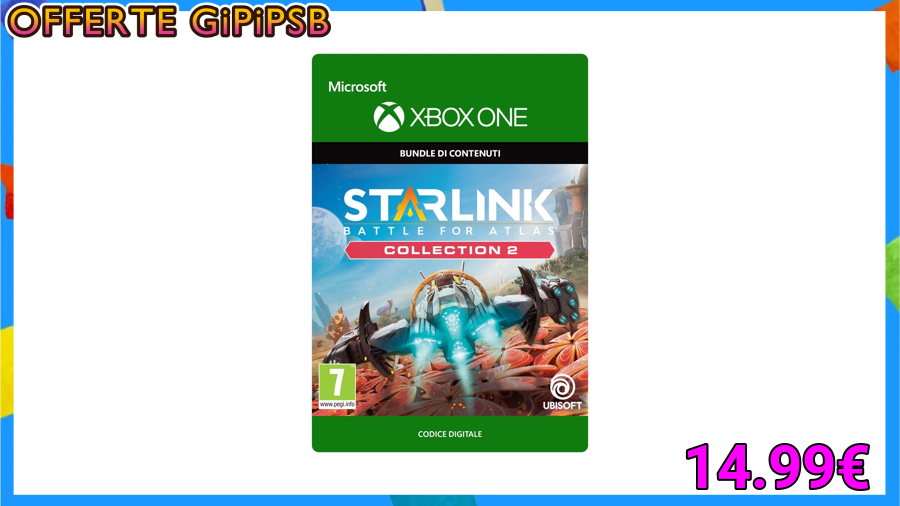 OFFERTE GiPiPSB
Microsoft
XBOX ONE
BUNDLE DI CONTENUTI
STARLINK
BATTLE FOR ATLAS
COLLECTION 2
7
www.pegi.info
UBISOFT
CODICE DIGITALE
14.99€